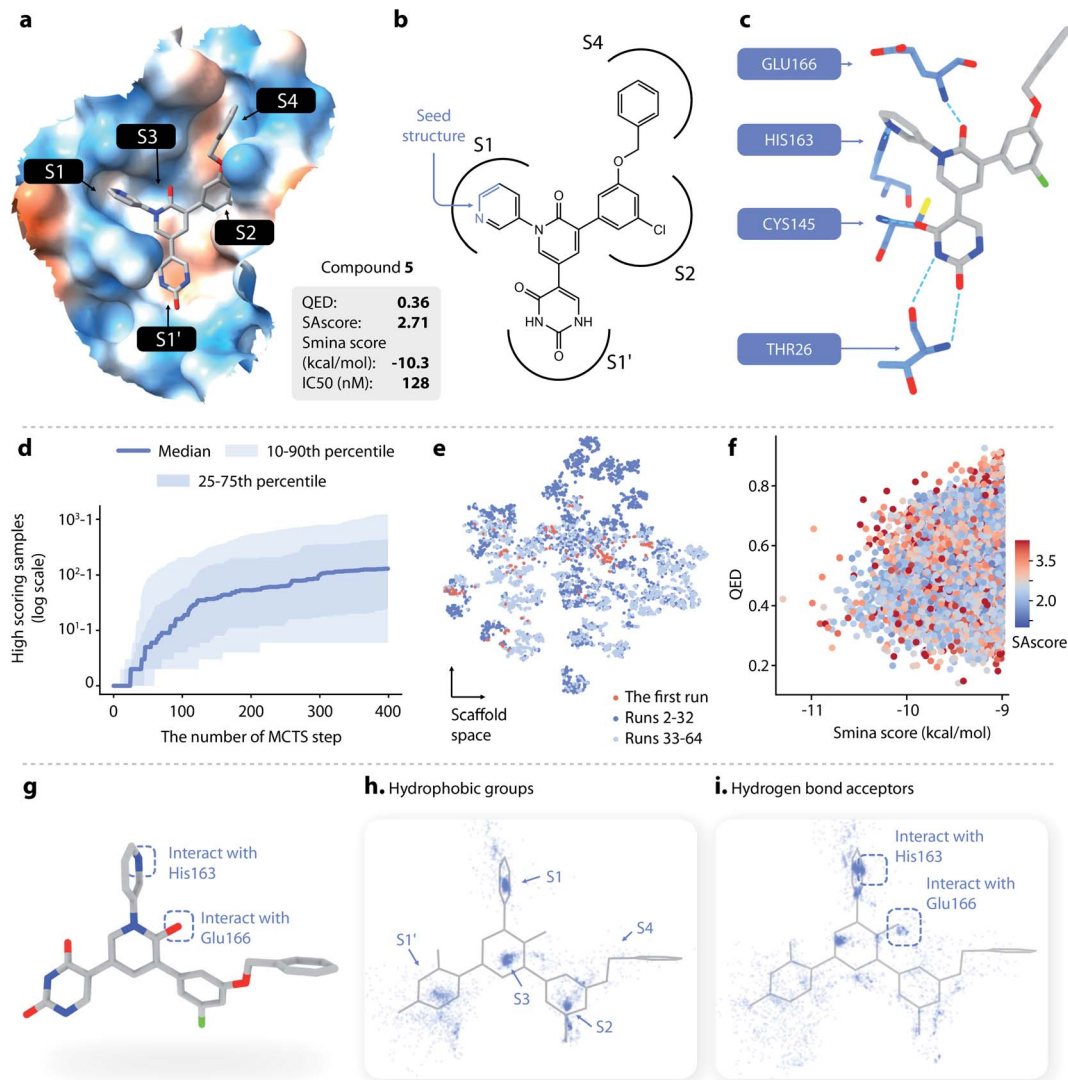 a
S4
S3
S1
S2
S1'
Compound 5
QED: 0.36
SAscore: 2.71
Smina score
(kcal/mol): -10.3
IC50 (nM): 128
b
S4
Seed
structure
S1
O
O
N
N
Cl
S2
O
HN NH
O
S1'
c
GLU166
HIS163
CYS145
THR26
d
Median
10-90th percentile
25-75th percentile
High scoring samples
(log scale)
10³-1
10²-1
10¹-1
0
0 100 200 300 400
The number of MCTS step
e
Scaffold
space
The first run
Runs 2-32
Runs 33-64
f
QED
0.8
0.6
0.4
0.2
-11 -10 -9
Smina score (kcal/mol)
3.5
2.0
SAscore
g
Interact with
His163
Interact with
Glu166
h. Hydrophobic groups
S1
S1'
S4
S3
S2
i. Hydrogen bond acceptors
Interact with
His163
Interact with
Glu166